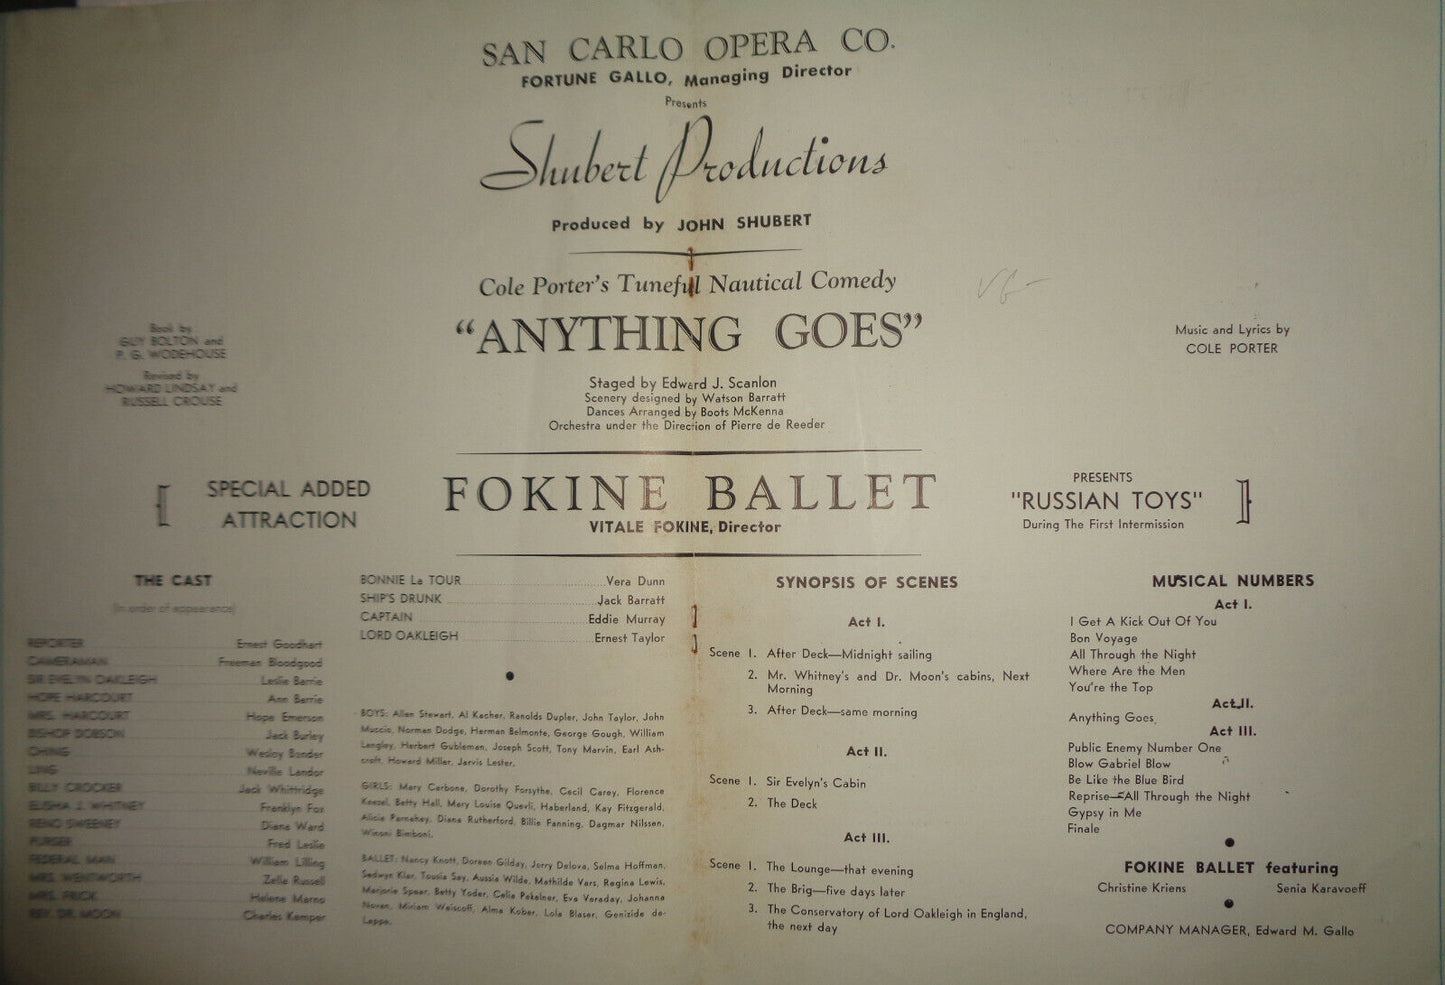 SAN CARLO OPERA CO.
FORTUNE GALLO, Managing Director
Presents
Shubert Productions
Produced by JOHN SHUBERT
Cole Porter's Tuneful Nautical Comedy
"ANYTHING GOES"
Book by
GUY BOLTON and
P. G. WODEHOUSE
Revised by
HOWARD LINDSAY and
RUSSELL CROUSE
Music and Lyrics by
COLE PORTER
Staged by Edward J. Scanlon
Scenery designed by Watson Barratt
Dances Arranged by Boots McKenna
Orchestra under the Direction of Pierre de Reeder
SPECIAL ADDED
ATTRACTION
FOKINE BALLET
VITALE FOKINE, Director
PRESENTS
"RUSSIAN TOYS"
During The First Intermission
THE CAST
(In order of appearance)
REPORTER Ernest Goodhart
CAMERAMAN Freeman Bloodgood
SIR EVELYN OAKLEIGH Leslie Barrie
HOPE HARCOURT Ann Barrie
MRS. HARCOURT Hope Emerson
BISHOP DOBSON Jack Burley
CHING Wesley Bender
LING Neville Landor
BILLY CROCKER Jack Whittridge
ELISHA J. WHITNEY Franklyn Fox
RENO SWEENEY Diana Ward
PURSER Fred Leslie
FEDERAL MAN William Lilling
MRS. WENTWORTH Zella Russell
MRS. FRICK Helene Marno
REV. DR. MOON Charles Kemper
BONNIE La TOUR Vera Dunn
SHIP'S DRUNK Jack Barratt
CAPTAIN Eddie Murray
LORD OAKLEIGH Ernest Taylor
BOYS: Allen Stewart, Al Kacher, Ranolds Dupler, John Taylor, John
Muccio, Norman Dodge, Herman Belmonte, George Gough, William
Langley, Herbert Gubleman, Joseph Scott, Tony Marvin, Earl Ash-
croft, Howard Miller, Jarvis Lester.
GIRLS: Mary Carbone, Dorothy Forsythe, Cecil Carey, Florence
Keezel, Betty Hall, Mary Louise Quevli, Haberland, Kay Fitzgerald,
Alicia Parnahay, Diana Rutherford, Billie Fanning, Dagmar Nilssen,
Winoni Bimboni.
BALLET: Nancy Knott, Doreen Gilday, Jerry Delova, Selma Hoffman,
Sedwyn Kier, Tousia Say, Aussia Wilde, Mathilde Vars, Regina Lewis,
Marjorie Spear, Betty Yoder, Celia Pekelner, Eva Varaday, Johanna
Noven, Miriam Weiscoff, Alma Kober, Lola Blaser, Genizide de-
Lappe.
SYNOPSIS OF SCENES
Act I.
Scene 1. After Deck—Midnight sailing
2. Mr. Whitney's and Dr. Moon's cabins, Next
Morning
3. After Deck—same morning
Act II.
Scene 1. Sir Evelyn's Cabin
2. The Deck
Act III.
Scene 1. The Lounge—that evening
2. The Brig—five days later
3. The Conservatory of Lord Oakleigh in England,
the next day
MUSICAL NUMBERS
Act I.
I Get A Kick Out Of You
Bon Voyage
All Through the Night
Where Are the Men
You're the Top
Act II.
Anything Goes
Act III.
Public Enemy Number One
Blow Gabriel Blow
Be Like the Blue Bird
Reprise—All Through the Night
Gypsy in Me
Finale
FOKINE BALLET featuring
Christine Kriens Senia Karavoeff
COMPANY MANAGER, Edward M. Gallo